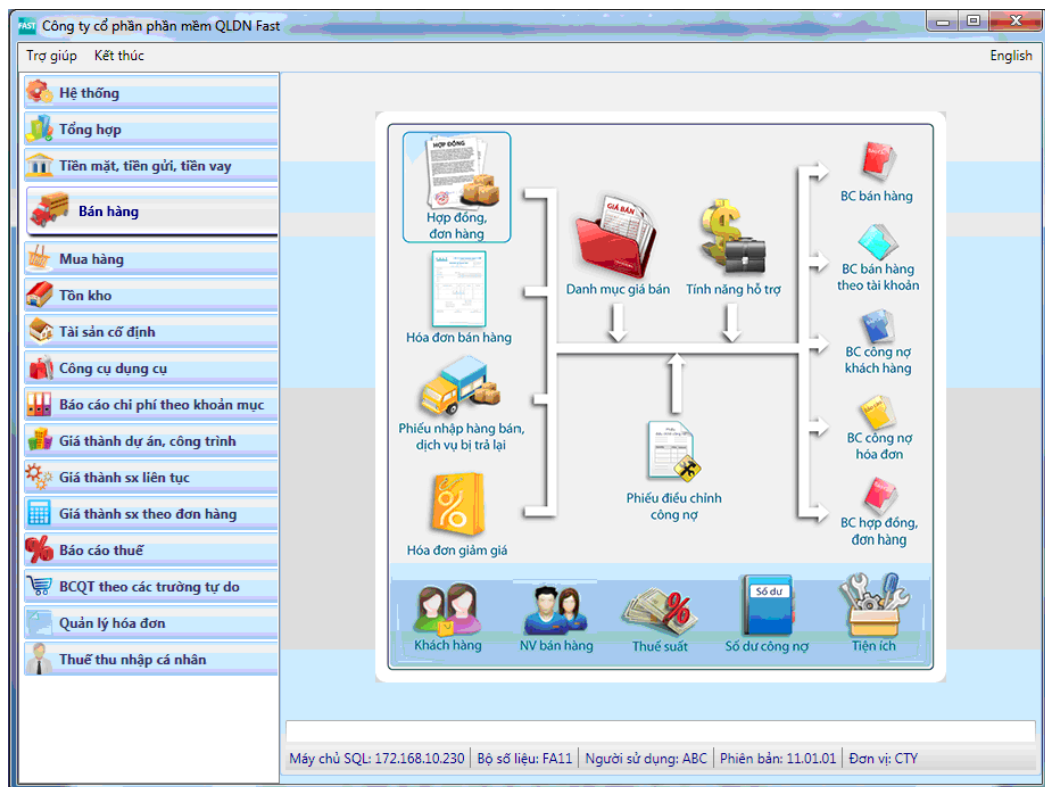 FAST Công ty cổ phần phần mềm QLDN Fast
Trợ giúp Kết thúc English
Hệ thống
Tổng hợp
Tiền mặt, tiền gửi, tiền vay
Bán hàng
Mua hàng
Tồn kho
Tài sản cố định
Công cụ dụng cụ
Báo cáo chi phí theo khoản mục
Giá thành dự án, công trình
Giá thành sx liên tục
Giá thành sx theo đơn hàng
Báo cáo thuế
BCQT theo các trường tự do
Quản lý hóa đơn
Thuế thu nhập cá nhân
HỢP ĐỒNG
Hợp đồng,
đơn hàng
Hóa đơn bán hàng
Phiếu nhập hàng bán,
dịch vụ bị trả lại
Hóa đơn giảm giá
GIÁ BÁN
Danh mục giá bán
Tính năng hỗ trợ
Phiếu điều chỉnh
công nợ
BC bán hàng
BC bán hàng
theo tài khoản
BC công nợ
khách hàng
BC công nợ
hóa đơn
BC hợp đồng,
đơn hàng
Khách hàng
NV bán hàng
Thuế suất
Số dư
Số dư công nợ
Tiện ích
Máy chủ SQL: 172.168.10.230 Bộ số liệu: FA11 Người sử dụng: ABC Phiên bản: 11.01.01 Đơn vị: CTY